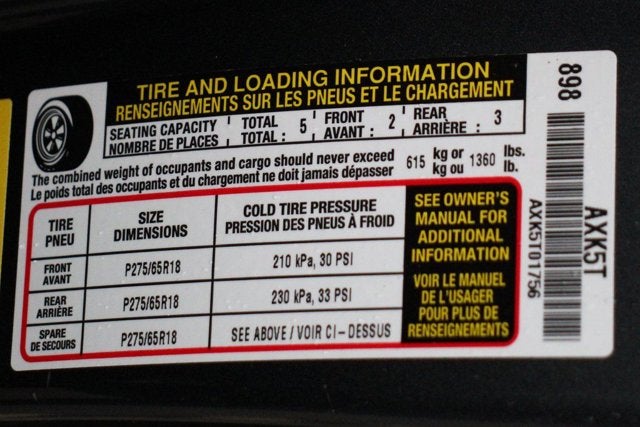 TIRE AND LOADING INFORMATION
RENSEIGNEMENTS SUR LES PNEUS ET LE CHARGEMENT
SEATING CAPACITY TOTAL FRONT REAR
NOMBRE DE PLACES TOTAL : 5 AVANT : 2 ARRIÈRE : 3
The combined weight of occupants and cargo should never exceed 615 kg or 1360 lbs.
Le poids total des occupants et du chargement ne doit jamais dépasser kg ou lb.
TIRE
PNEU
SIZE
DIMENSIONS
COLD TIRE PRESSURE
PRESSION DES PNEUS À FROID
FRONT
AVANT
P275/65R18
210 kPa, 30 PSI
REAR
ARRIÈRE
P275/65R18
230 kPa, 33 PSI
SPARE
DE SECOURS
P275/65R18
SEE ABOVE / VOIR CI-DESSUS
SEE OWNER'S
MANUAL FOR
ADDITIONAL
INFORMATION
VOIR LE MANUEL
DE L'USAGER
POUR PLUS DE
RENSEIGNEMENTS
898
AXK5T
AXK5T01756